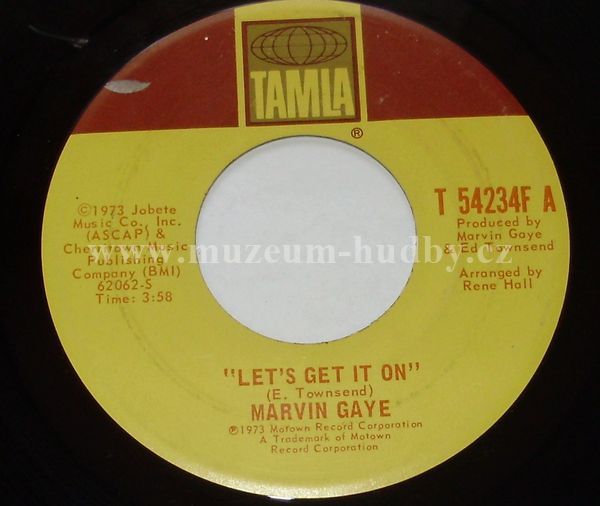 TAMLA
®
©1973 Jobete
Music Co., Inc.
(ASCAP) &
Cherritown Music
Publishing
Company (BMI)
62062-S
Time: 3:58
T 54234F A
Produced by
Marvin Gaye
& Ed Townsend
Arranged by
Rene Hall
www.muzeum-hudby.cz
"LET'S GET IT ON"
(E. Townsend)
MARVIN GAYE
℗1973 Motown Record Corporation
A Trademark of Motown
Record Corporation